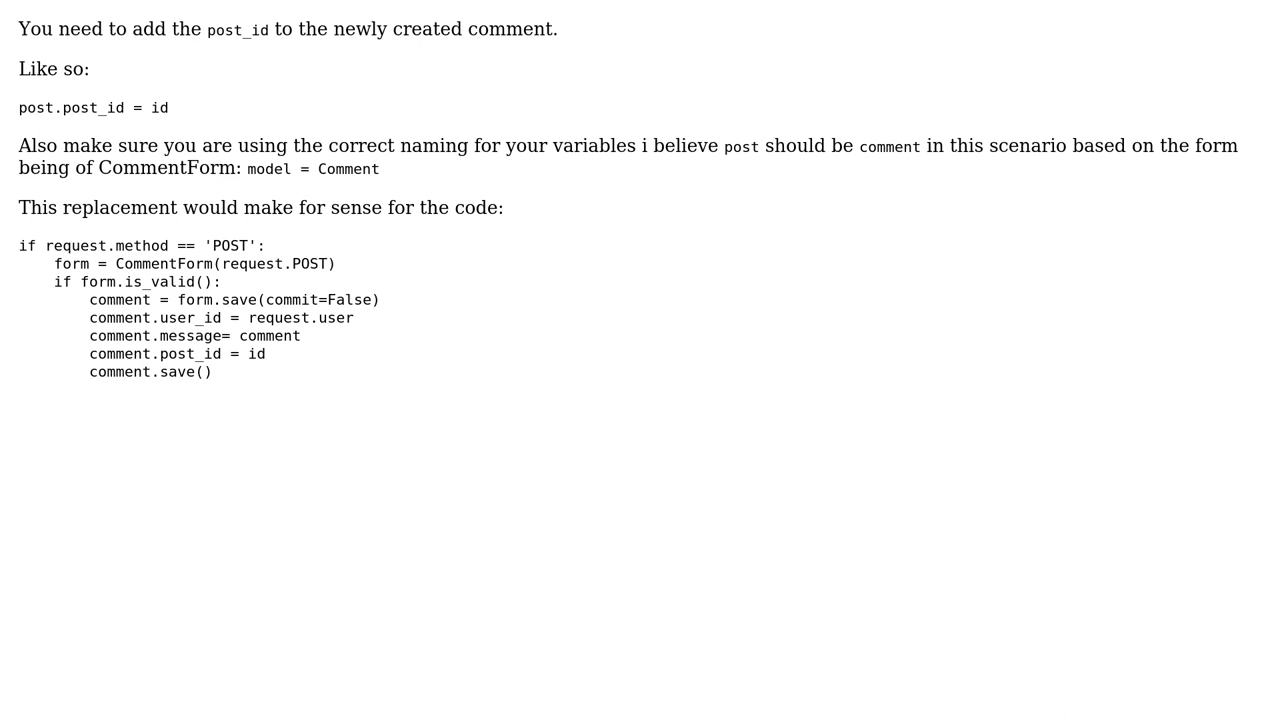 You need to add the post_id to the newly created comment.
Like so:
post.post_id = id
Also make sure you are using the correct naming for your variables i believe post should be comment in this scenario based on the form
being of CommentForm: model = Comment
This replacement would make for sense for the code:
if request.method == 'POST':
    form = CommentForm(request.POST)
    if form.is_valid():
        comment = form.save(commit=False)
        comment.user_id = request.user
        comment.message= comment
        comment.post_id = id
        comment.save()